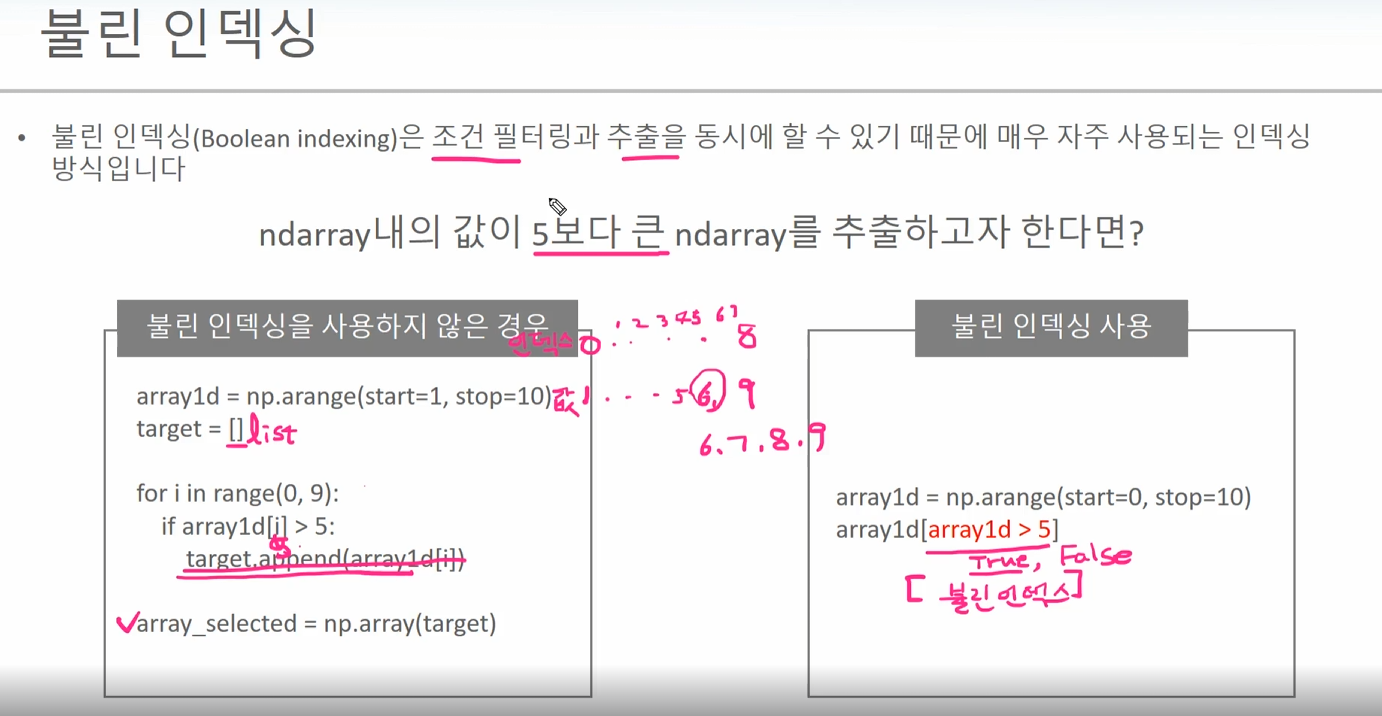 불린 인덱싱
• 불린 인덱싱(Boolean indexing)은 조건 필터링과 추출을 동시에 할 수 있기 때문에 매우 자주 사용되는 인덱싱
방식입니다
ndarray내의 값이 5보다 큰 ndarray를 추출하고자 한다면?
불린 인덱싱을 사용하지 않은 경우
인덱스 0 . 1 2 3 4 5 6 7 8
array1d = np.arange(start=1, stop=10)
값 1 . - - 5 6, 9
target = []
list
6.7.8.9
for i in range(0, 9):
if array1d[i] > 5:
5
target.append(array1d[i])
array_selected = np.array(target)
불린 인덱싱 사용
array1d = np.arange(start=0, stop=10)
array1d[array1d > 5]
True, False
[ 불린인덱스]